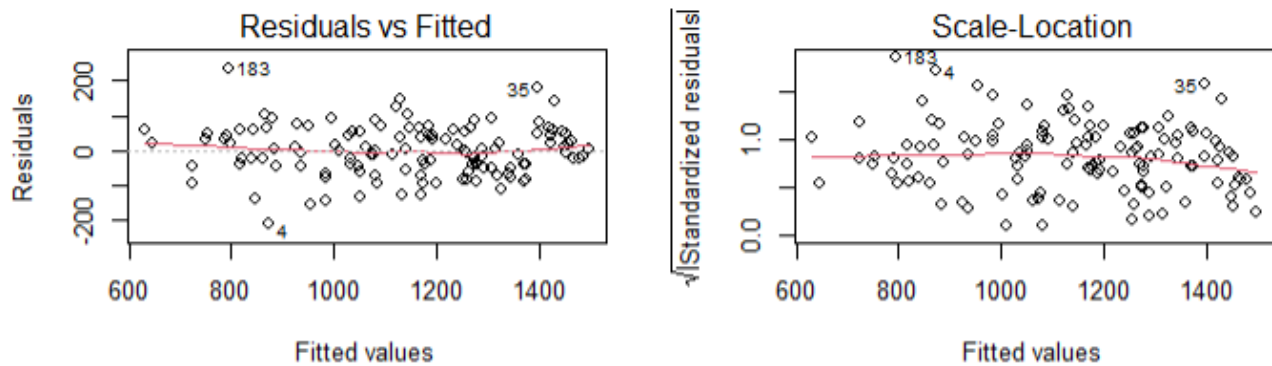 Residuals vs Fitted
Residuals
200
0
-200
183
35
4
600 800 1000 1200 1400
Fitted values
Scale-Location
√|Standardized residuals|
1.0
0.0
183
4
35
600 800 1000 1200 1400
Fitted values